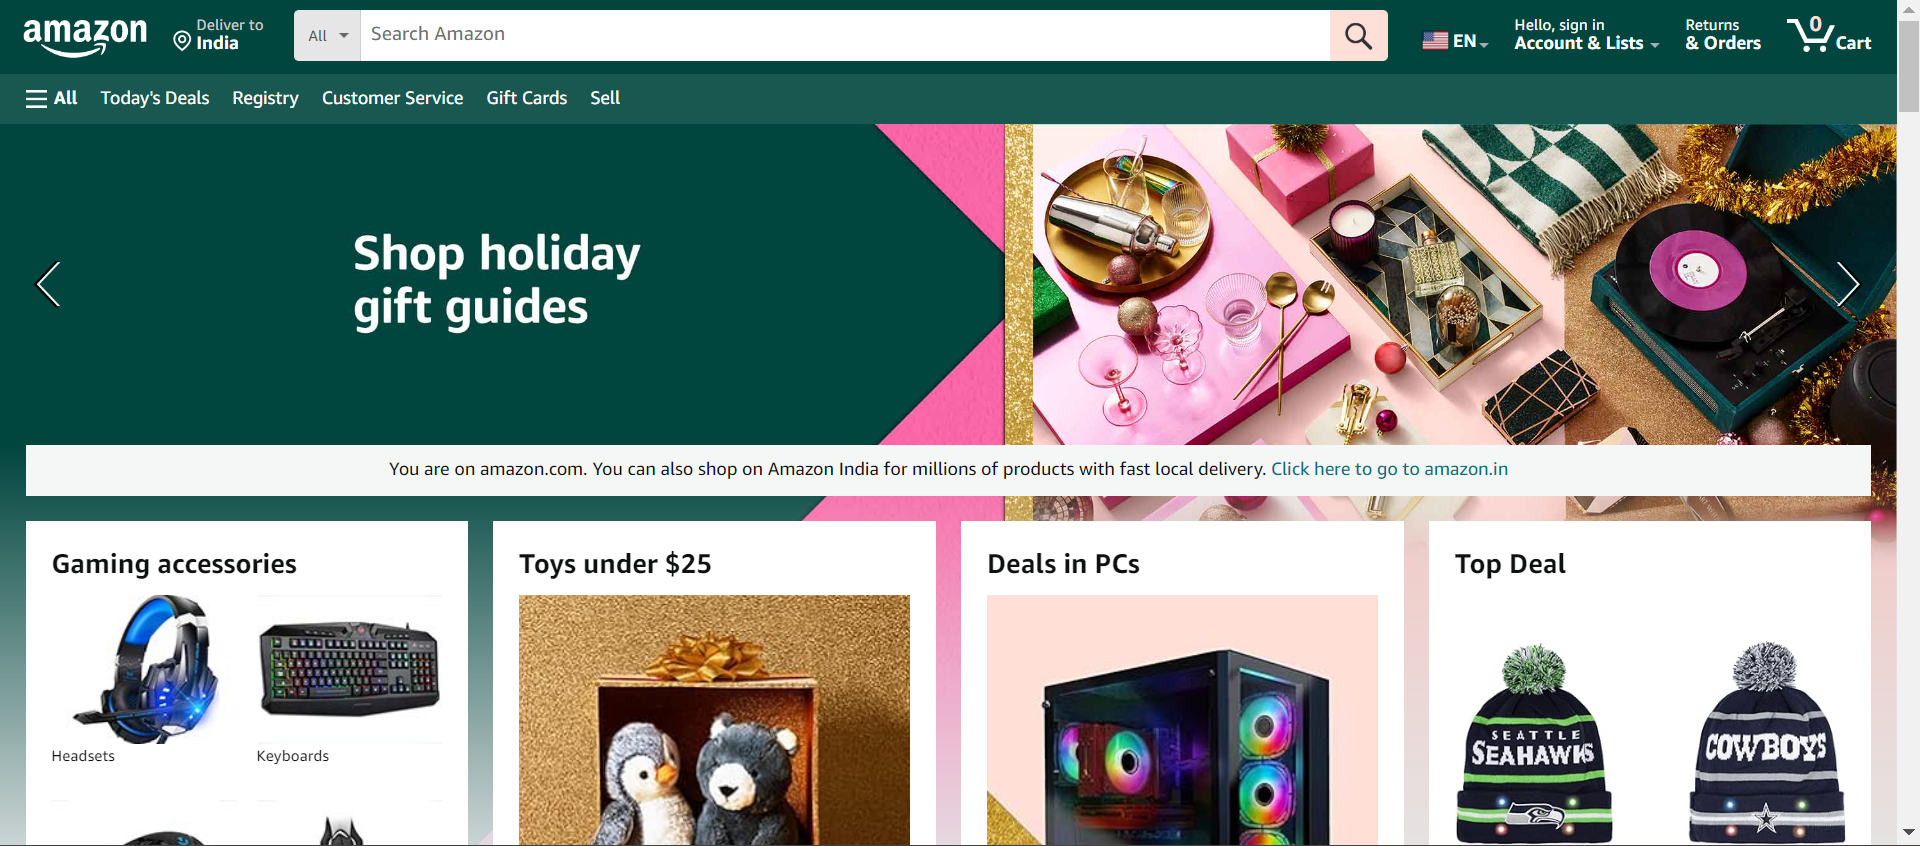 amazon
Deliver to
India
All
Search Amazon
EN
Hello, sign in
Account & Lists
Returns
& Orders
0
Cart
All
Today's Deals
Registry
Customer Service
Gift Cards
Sell
Shop holiday
gift guides
You are on amazon.com. You can also shop on Amazon India for millions of products with fast local delivery. Click here to go to amazon.in
Gaming accessories
Toys under $25
Deals in PCs
Top Deal
Headsets
Keyboards
SEATTLE
SEAHAWKS
COWBOYS